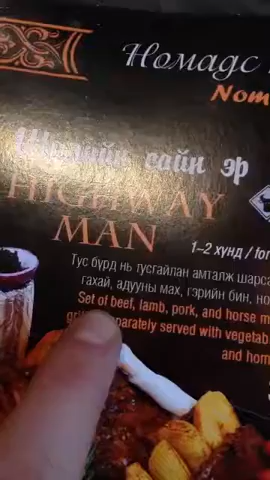 Номадс
Nom
Шилийн сайн эр
HIGHWAY
MAN
1-2 хүнд / for
Тус бүрд нь тусгайлан амталж шарса
гахай, адууны мах, гэрийн бин, но
Set of beef, lamb, pork, and horse m
separately served with vegetab
and hom